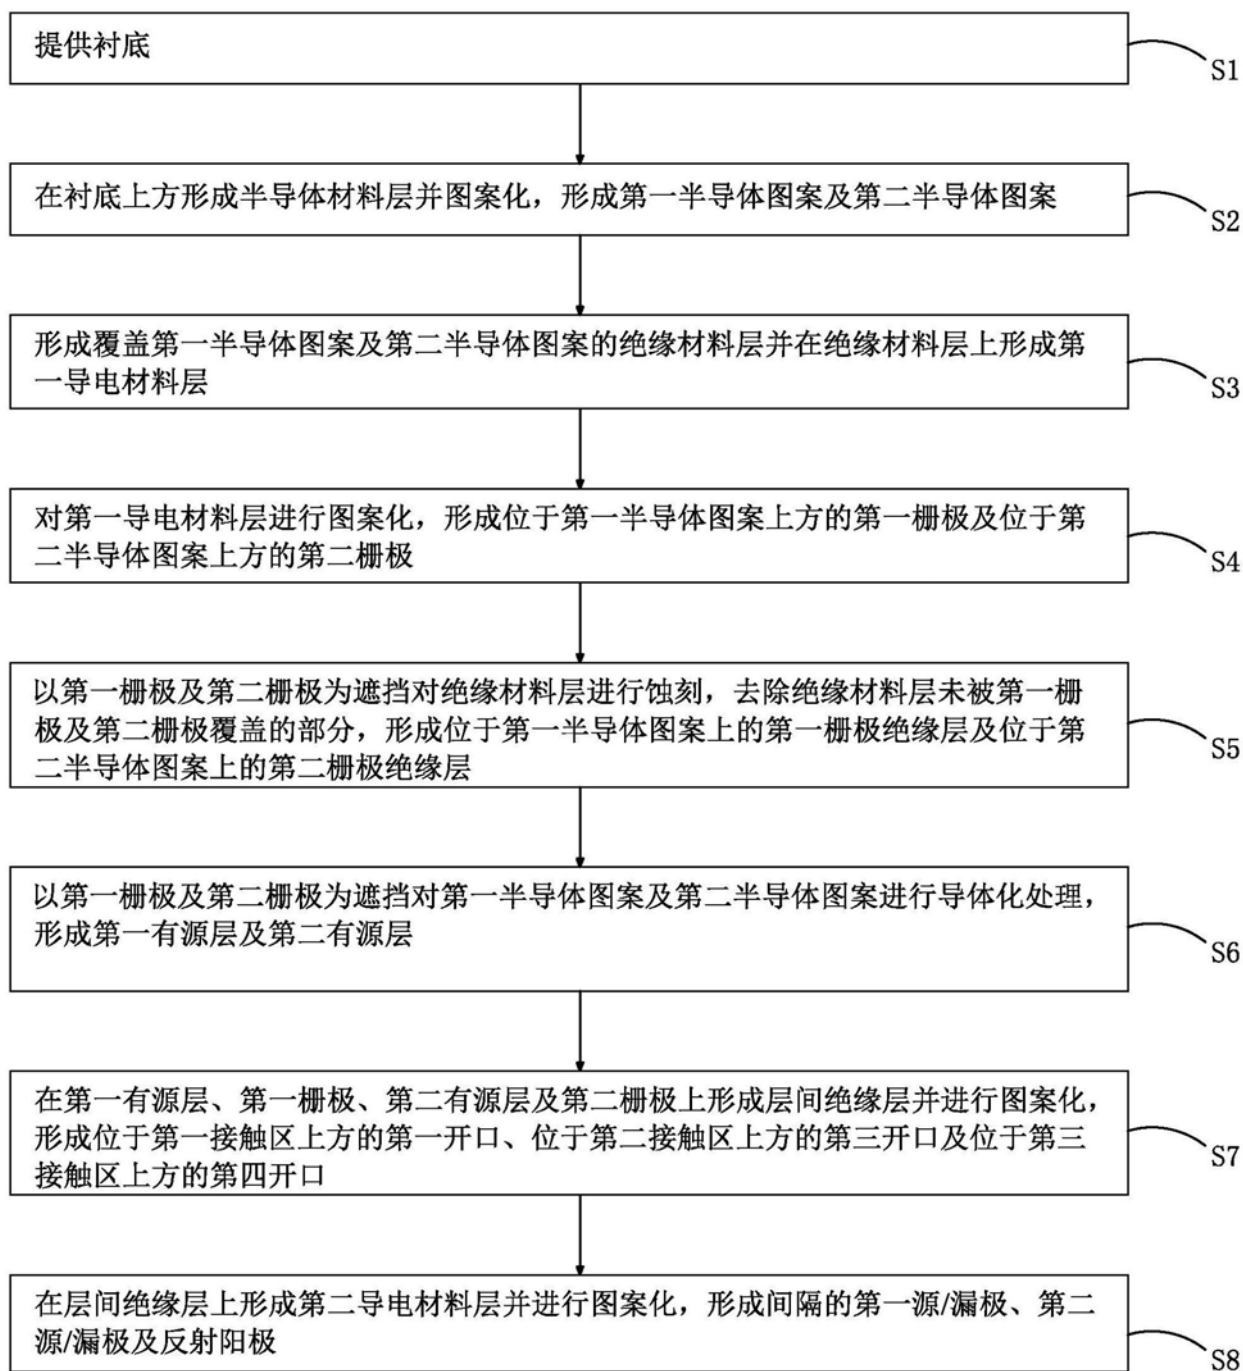 提供衬底
S1
在衬底上方形成半导体材料层并图案化，形成第一半导体图案及第二半导体图案
S2
形成覆盖第一半导体图案及第二半导体图案的绝缘材料层并在绝缘材料层上形成第
一导电材料层
S3
对第一导电材料层进行图案化，形成位于第一半导体图案上方的第一栅极及位于第
二半导体图案上方的第二栅极
S4
以第一栅极及第二栅极为遮挡对绝缘材料层进行蚀刻，去除绝缘材料层未被第一栅
极及第二栅极覆盖的部分，形成位于第一半导体图案上的第一栅极绝缘层及位于第
二半导体图案上的第二栅极绝缘层
S5
以第一栅极及第二栅极为遮挡对第一半导体图案及第二半导体图案进行导体化处理，
形成第一有源层及第二有源层
S6
在第一有源层、第一栅极、第二有源层及第二栅极上形成层间绝缘层并进行图案化，
形成位于第一接触区上方的第一开口、位于第二接触区上方的第三开口及位于第三
接触区上方的第四开口
S7
在层间绝缘层上形成第二导电材料层并进行图案化，形成间隔的第一源/漏极、第二
源/漏极及反射阳极
S8